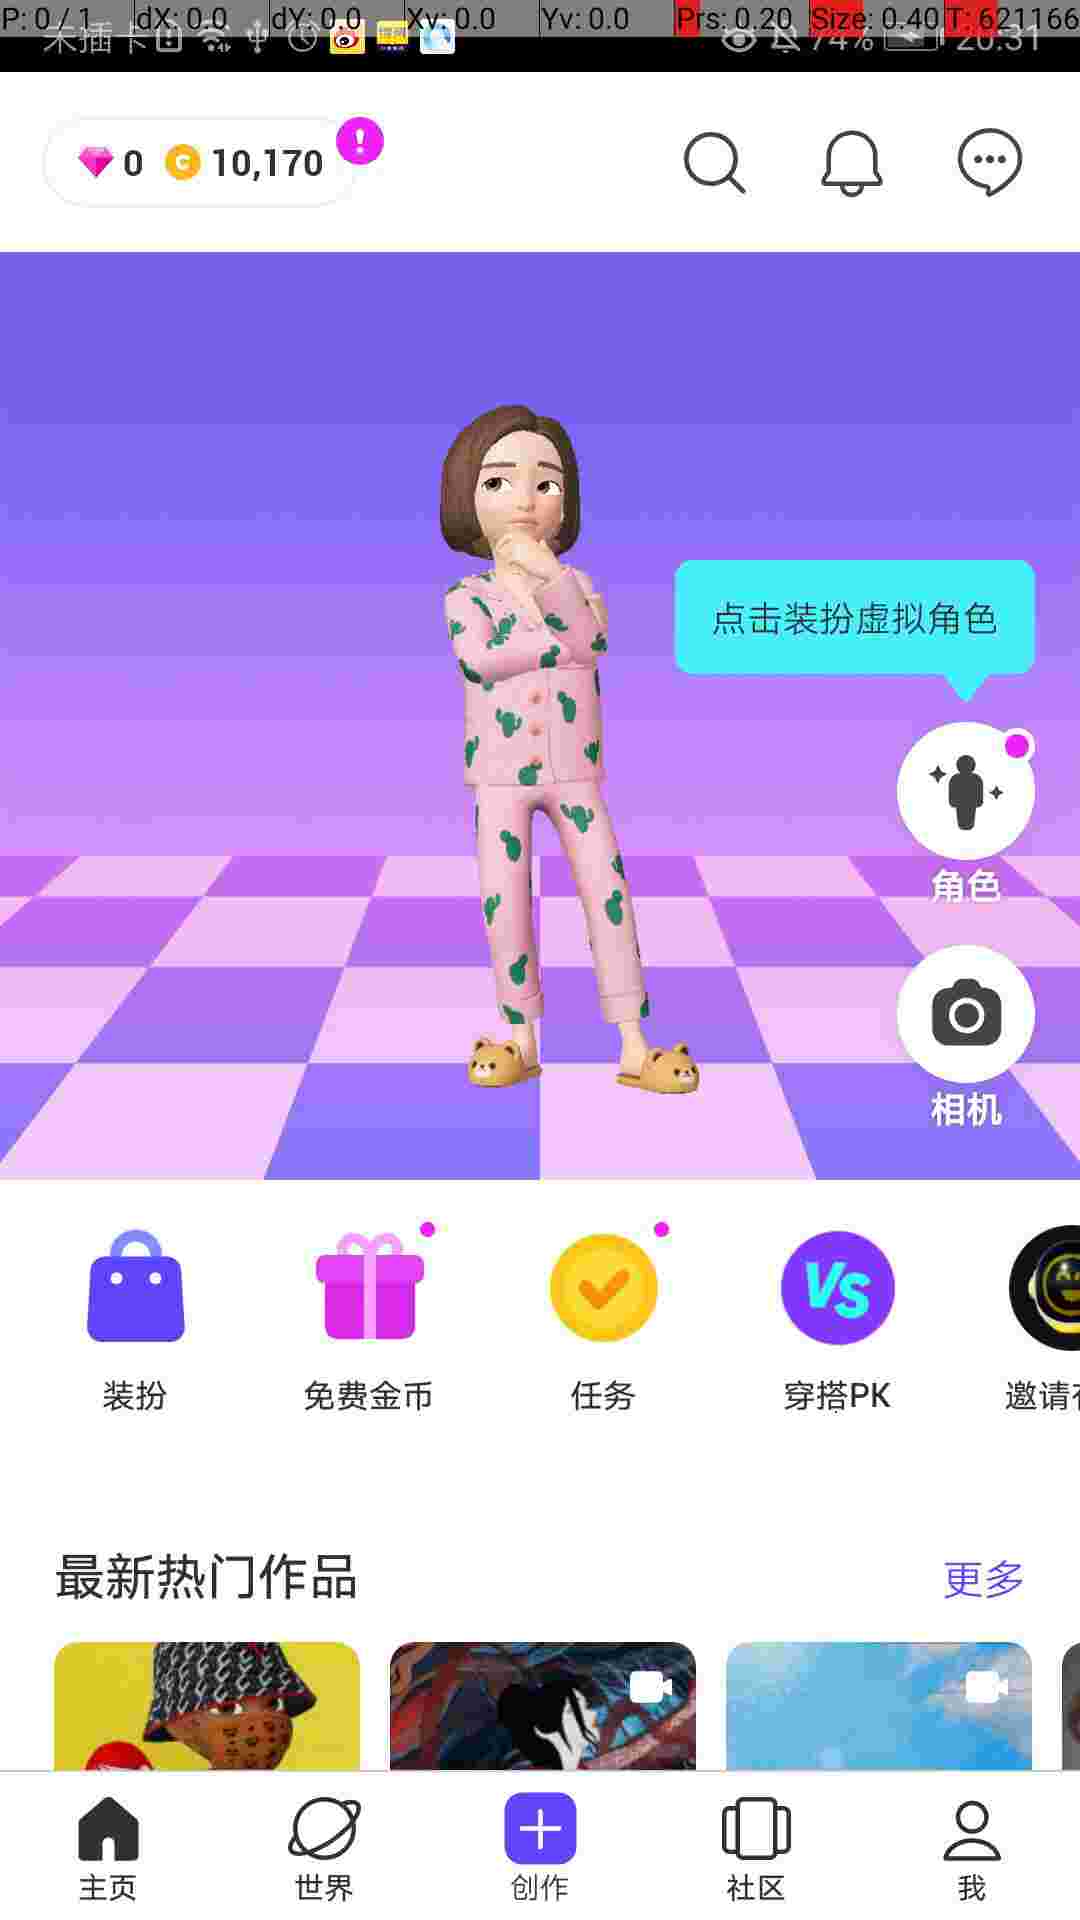 P: 0 / 1 dX: 0.0 dY: 0.0 Xv: 0.0 Yv: 0.0 Prs: 0.20 Size: 0.40 T: 621166
未插卡 74% 20:31
0 10,170
点击装扮虚拟角色
角色
相机
装扮 免费金币 任务 穿搭PK 邀请
最新热门作品 更多
主页 世界 创作 社区 我